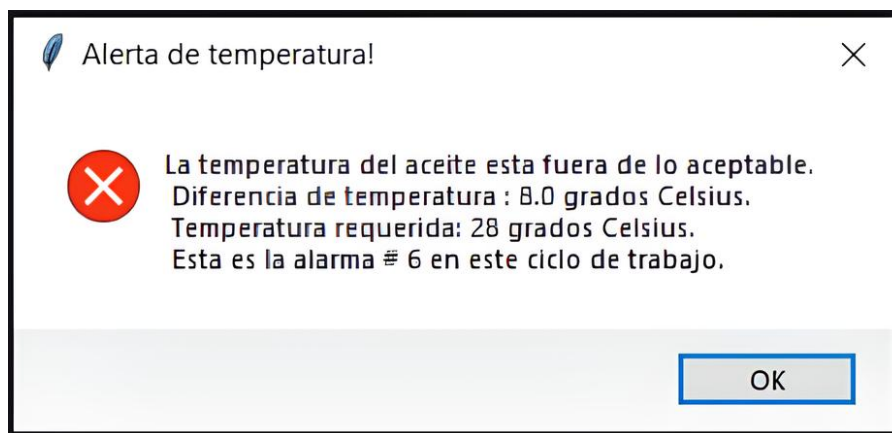 Alerta de temperatura!
La temperatura del aceite esta fuera de lo aceptable.
Diferencia de temperatura : 8.0 grados Celsius.
Temperatura requerida: 28 grados Celsius.
Esta es la alarma # 6 en este ciclo de trabajo.
OK